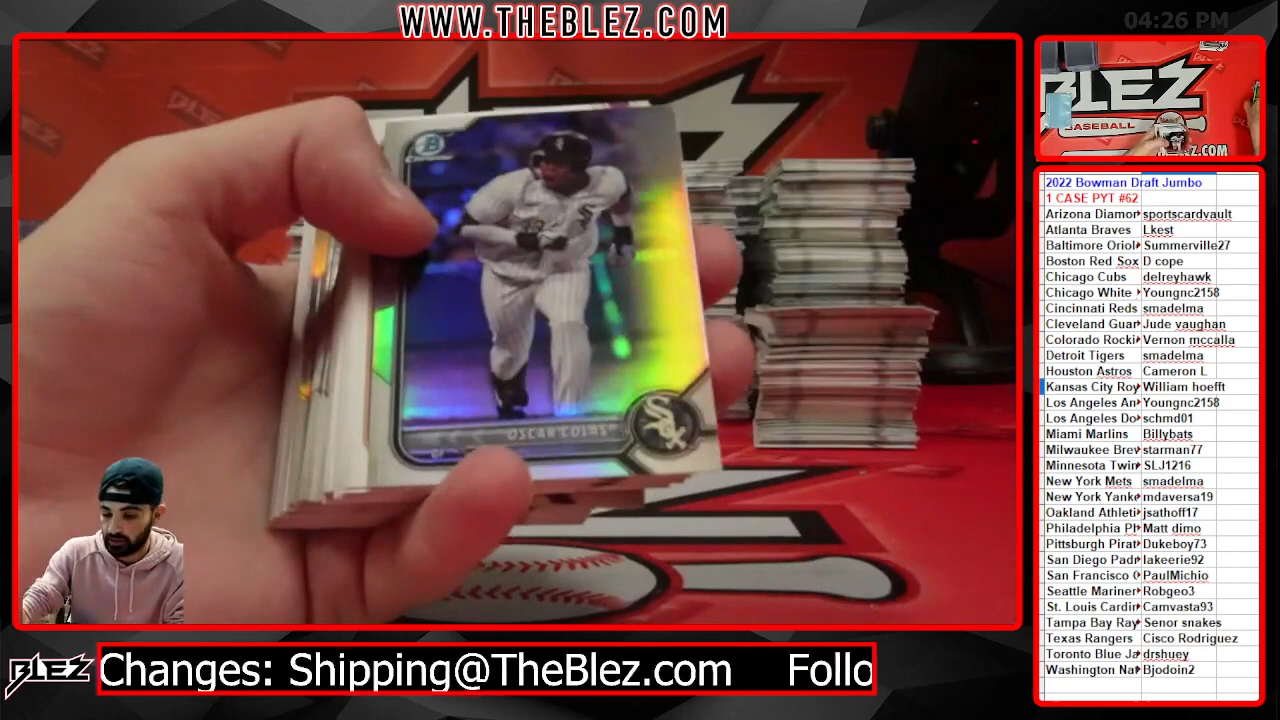 WWW.THEBLEZ.COM
04:26 PM
BLEZ
BASEBALL
.COM
Chrome
OSCAR COLAS
SOX
2022 Bowman Draft Jumbo
1 CASE PYT #62
Arizona Diamor sportscardvault
Atlanta Braves Lkest
Baltimore Oriol Summerville27
Boston Red Sox D cope
Chicago Cubs delreyhawk
Chicago White Youngnc2158
Cincinnati Reds smadelma
Cleveland Guar Jude vaughan
Colorado Rocki Vernon mccalla
Detroit Tigers smadelma
Houston Astros Cameron L
Kansas City Roy William hoefft
Los Angeles An Youngnc2158
Los Angeles Do schmd01
Miami Marlins Billybats
Milwaukee Brev starman77
Minnesota Twin SLJ1216
New York Mets smadelma
New York Yanke mdaversa19
Oakland Athleti jsathoff17
Philadelphia Ph Matt dimo
Pittsburgh Pirat Dukeboy73
San Diego Padr lakeerie92
San Francisco G PaulMichio
Seattle Mariner Robgeo3
St. Louis Cardin Camvasta93
Tampa Bay Ray Senor snakes
Texas Rangers Cisco Rodriguez
Toronto Blue Ja drshuey
Washington Nat Bjodoin2
BLEZ
Changes: Shipping@TheBlez.com Follo